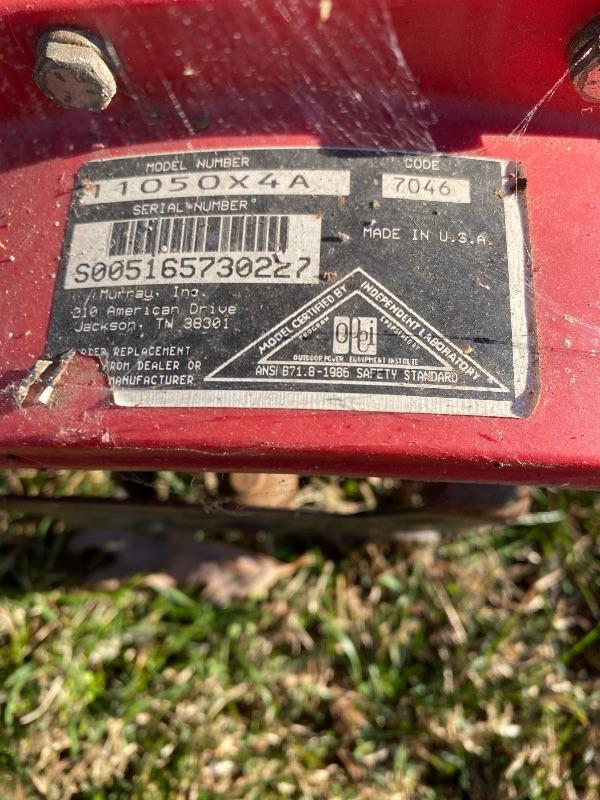 MODEL NUMBER
11050X4A
CODE
7046
SERIAL NUMBER
MADE IN U.S.A.
S005165730227
Murray, Inc.
210 American Drive
Jackson, TN 38301
REPLACEMENT
FROM DEALER OR
MANUFACTURER
MODEL CERTIFIED BY INDEPENDENT LABORATORY
PROGRAM
opei
OUTDOOR POWER EQUIPMENT INSTITUTE
ANSI B71.8-1986 SAFETY STANDARD